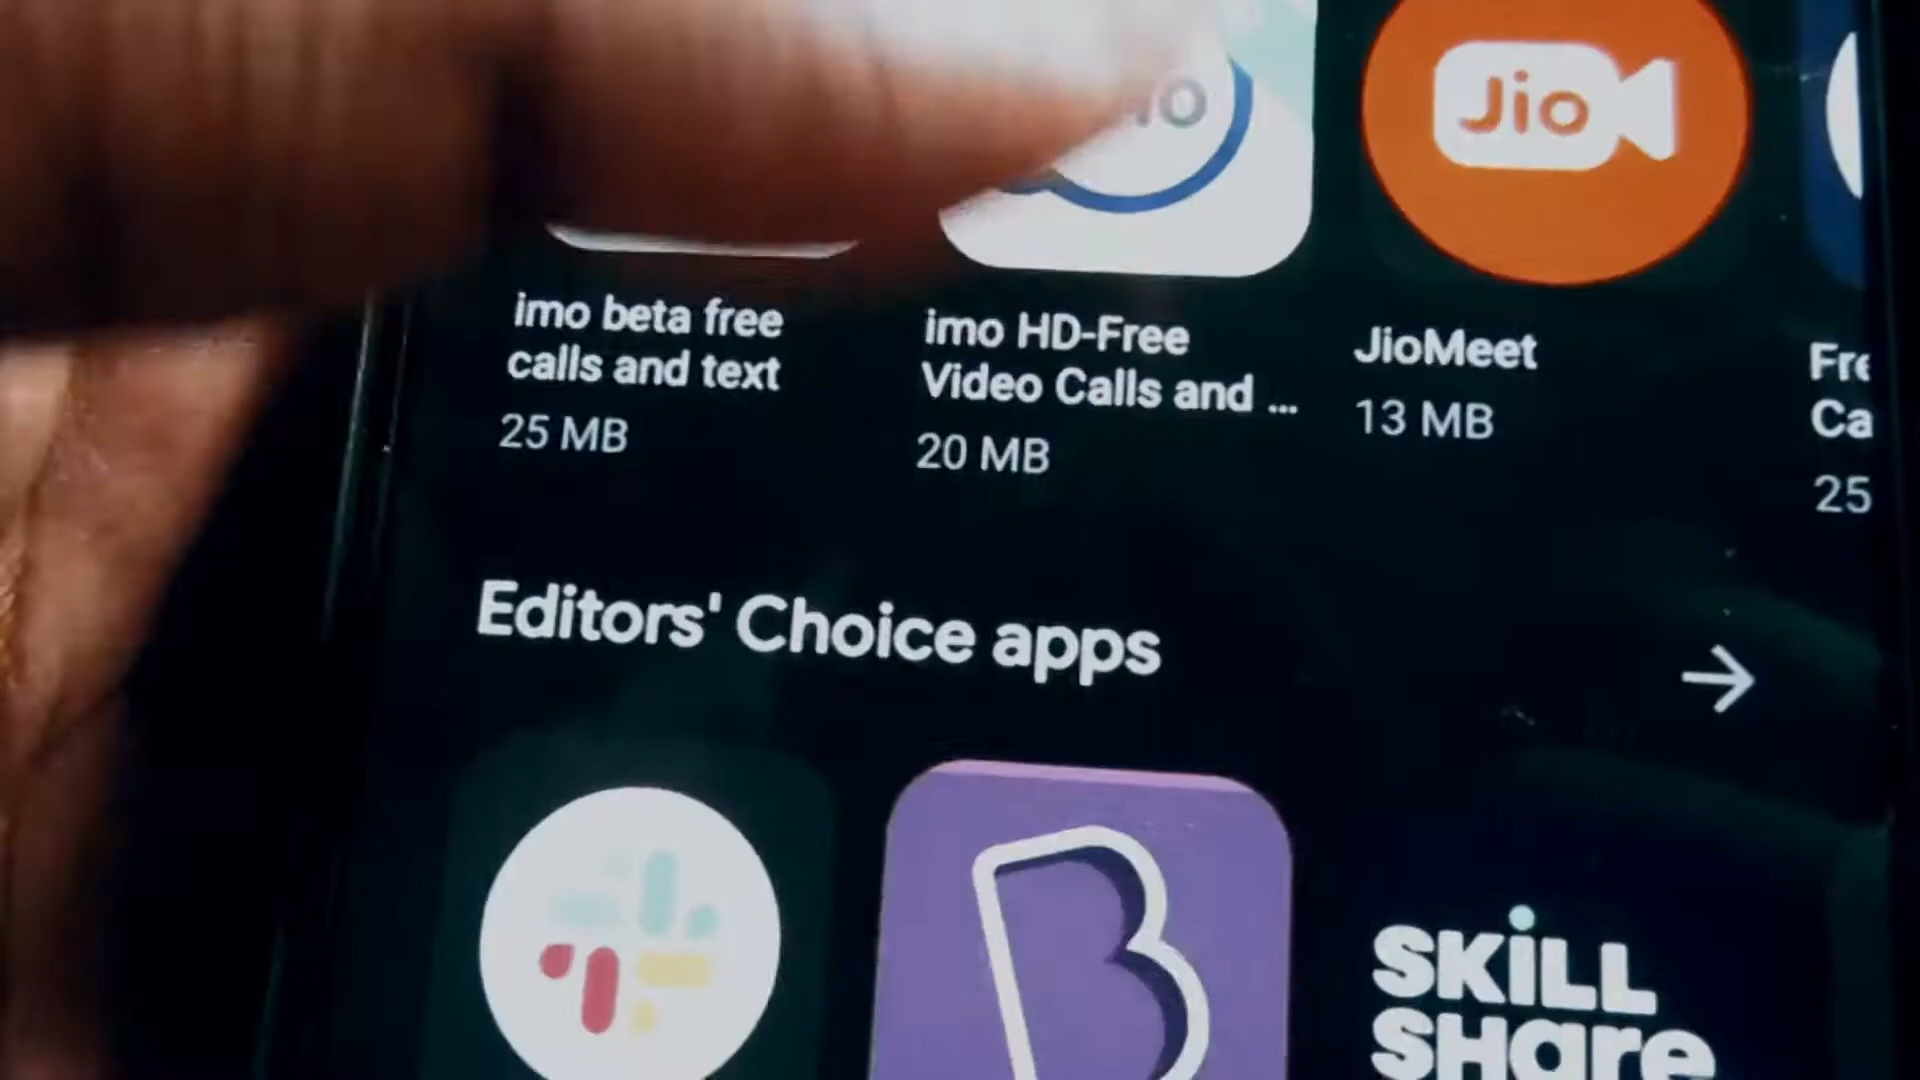 Jio
imo beta free
calls and text
25 MB
imo HD-Free
Video Calls and ...
20 MB
JioMeet
13 MB
25
Editors' Choice apps
B
SKiLL
SHare